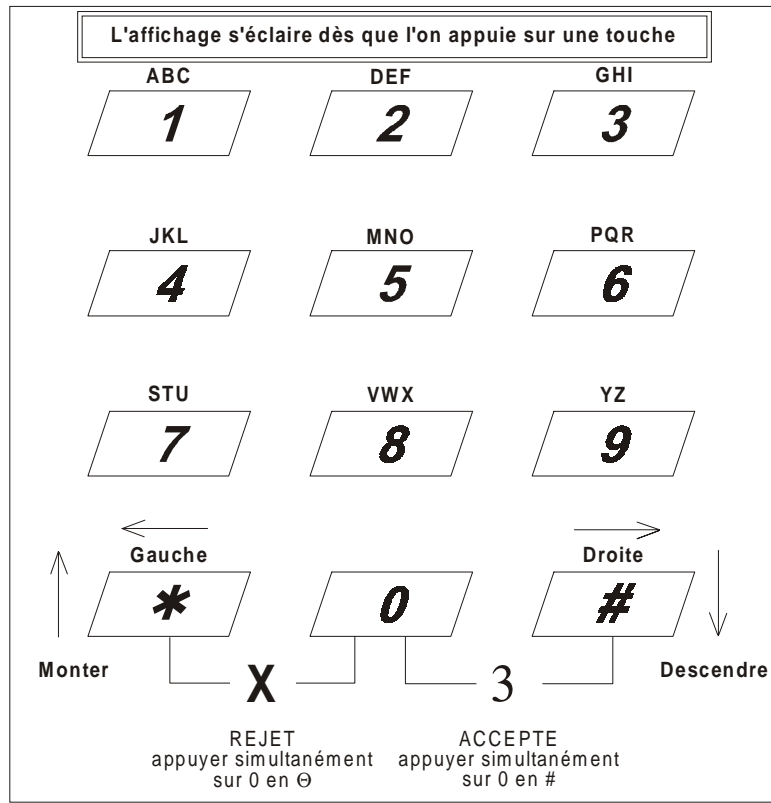 L'affichage s'éclaire dès que l'on appuie sur une touche
ABC DEF GHI
1 2 3
JKL MNO PQR
4 5 6
STU VWX YZ
7 8 9
Gauche Droite
* 0 #
Monter X 3 Descendre
REJET ACCEPTE
appuyer simultanément appuyer simultanément
sur 0 en Θ sur 0 en #